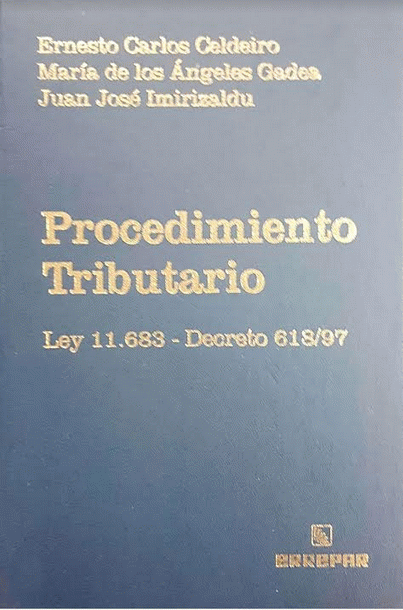 Ernesto Carlos Celdeiro
María de los Ángeles Gadea
Juan José Imirizaldu
Procedimiento
Tributario
Ley 11.683 - Decreto 618/97
ERREPAR